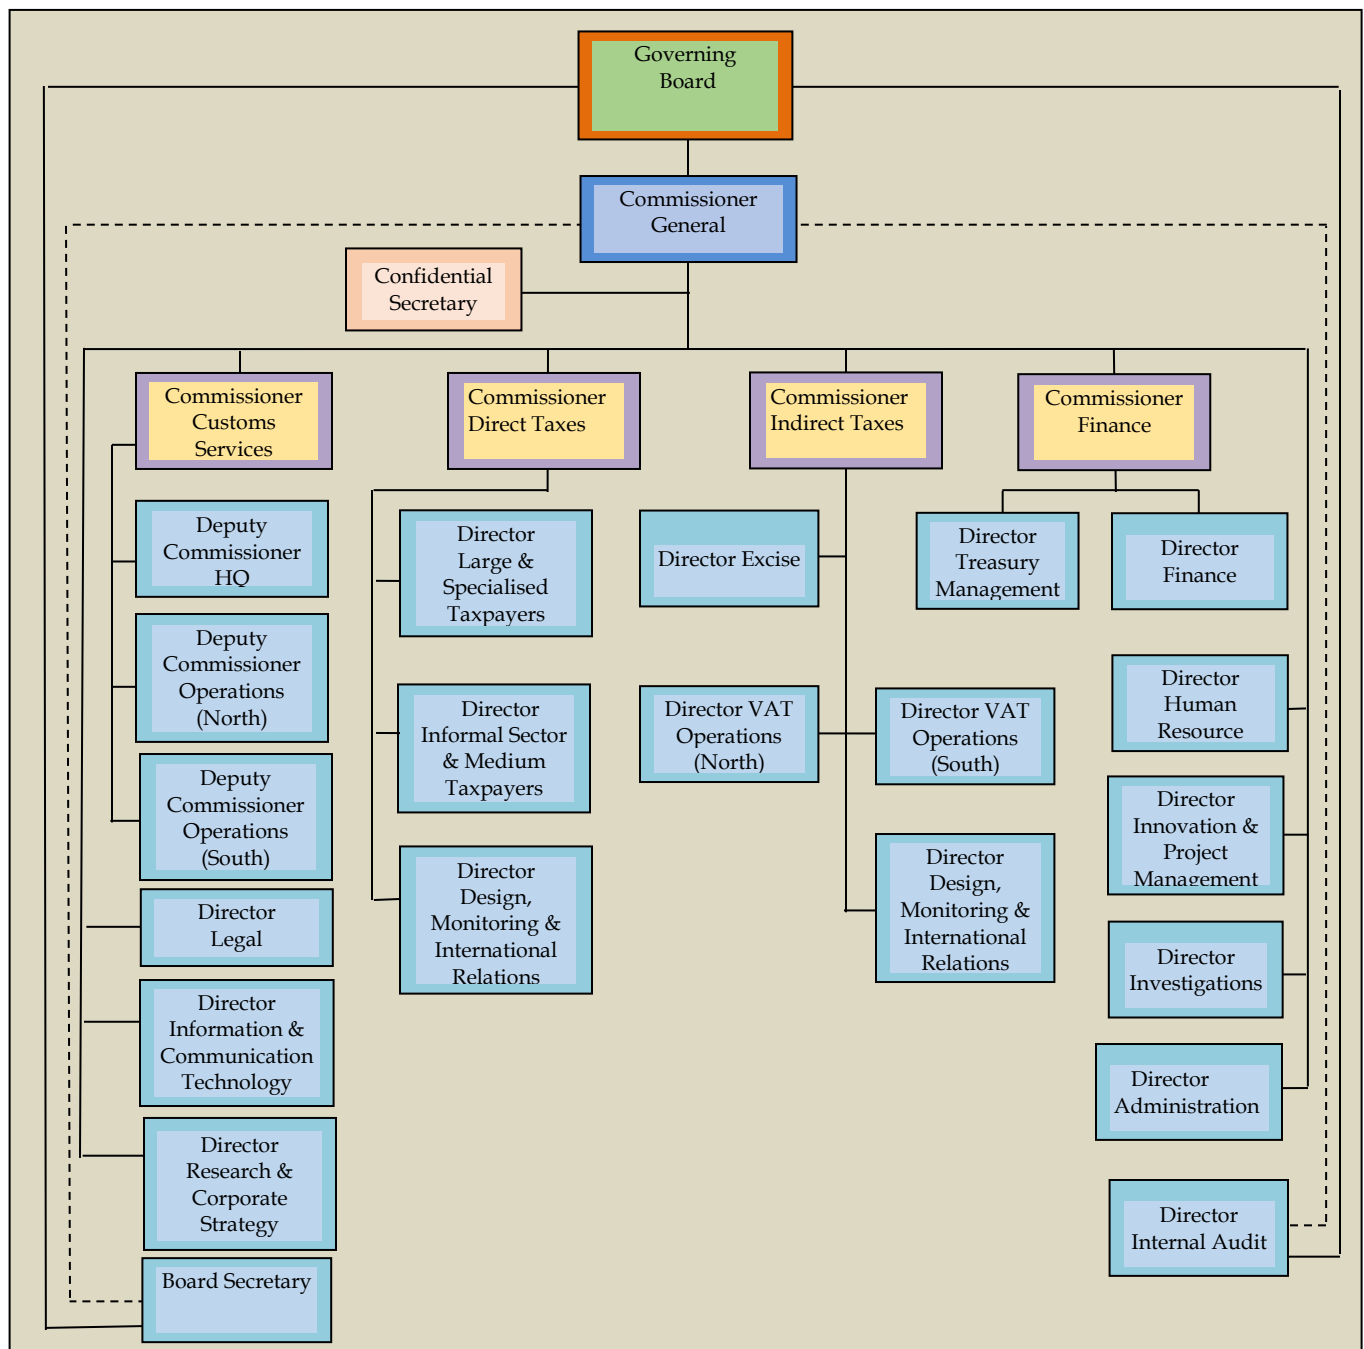 Governing
Board
Commissioner
General
Confidential
Secretary
Commissioner
Customs
Services
Commissioner
Direct Taxes
Commissioner
Indirect Taxes
Commissioner
Finance
Deputy
Commissioner
HQ
Deputy
Commissioner
Operations
(North)
Deputy
Commissioner
Operations
(South)
Director
Legal
Director
Information &
Communication
Technology
Director
Research &
Corporate
Strategy
Board Secretary
Director
Large &
Specialised
Taxpayers
Director
Informal Sector
& Medium
Taxpayers
Director
Design,
Monitoring &
International
Relations
Director Excise
Director VAT
Operations
(North)
Director VAT
Operations
(South)
Director
Design,
Monitoring &
International
Relations
Director
Treasury
Management
Director
Finance
Director
Human
Resource
Director
Innovation &
Project
Management
Director
Investigations
Director
Administration
Director
Internal Audit